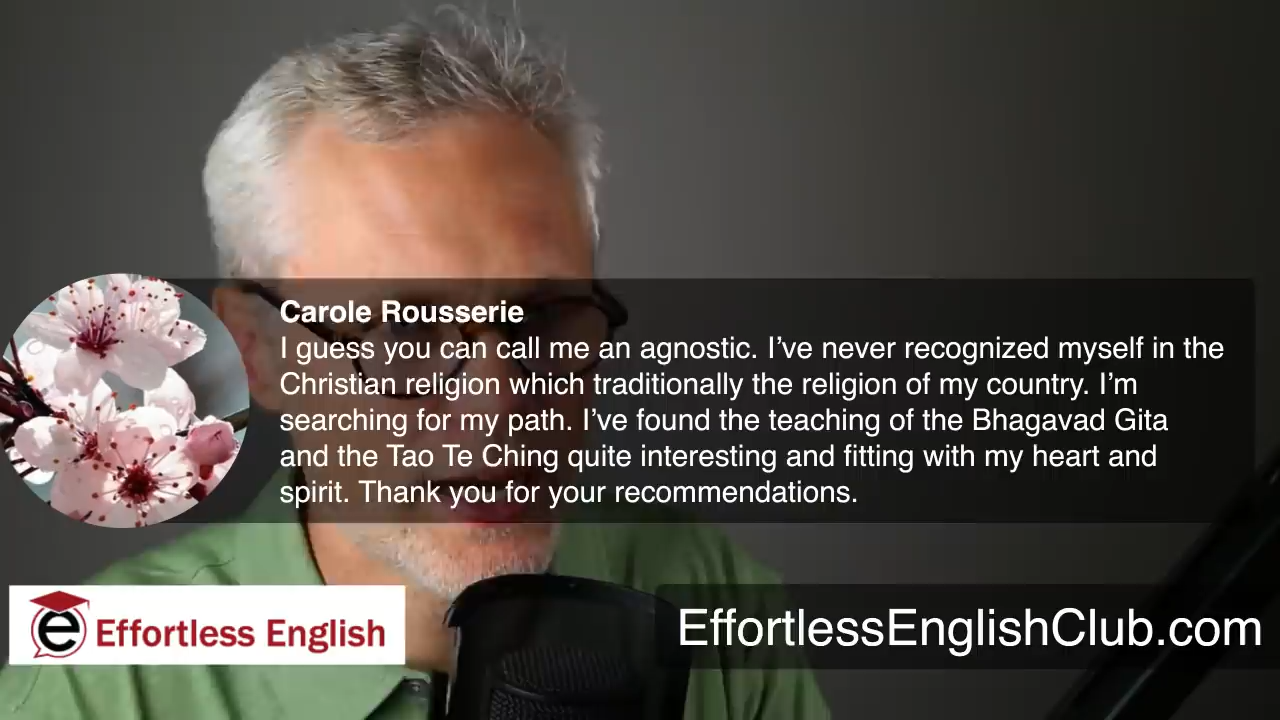 Carole Rousserie
I guess you can call me an agnostic. I’ve never recognized myself in the
Christian religion which traditionally the religion of my country. I’m
searching for my path. I’ve found the teaching of the Bhagavad Gita
and the Tao Te Ching quite interesting and fitting with my heart and
spirit. Thank you for your recommendations.
e Effortless English
EffortlessEnglishClub.com